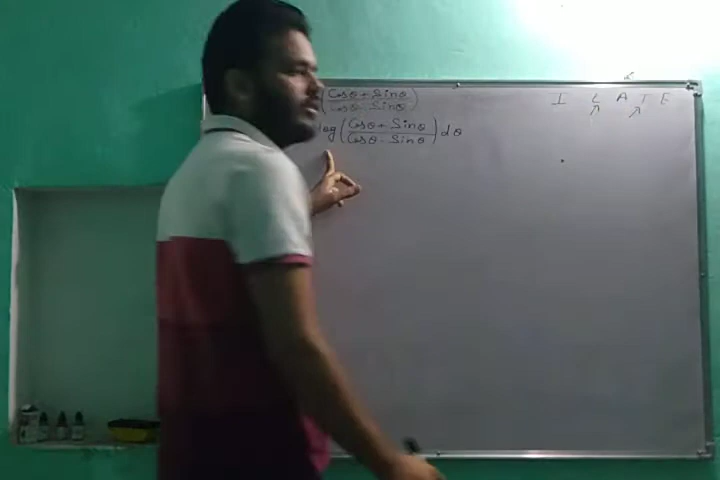 (Cosθ + Sinθ / Cosθ - Sinθ)
log (Cosθ + Sinθ / Cosθ - Sinθ) dθ
I L A T E